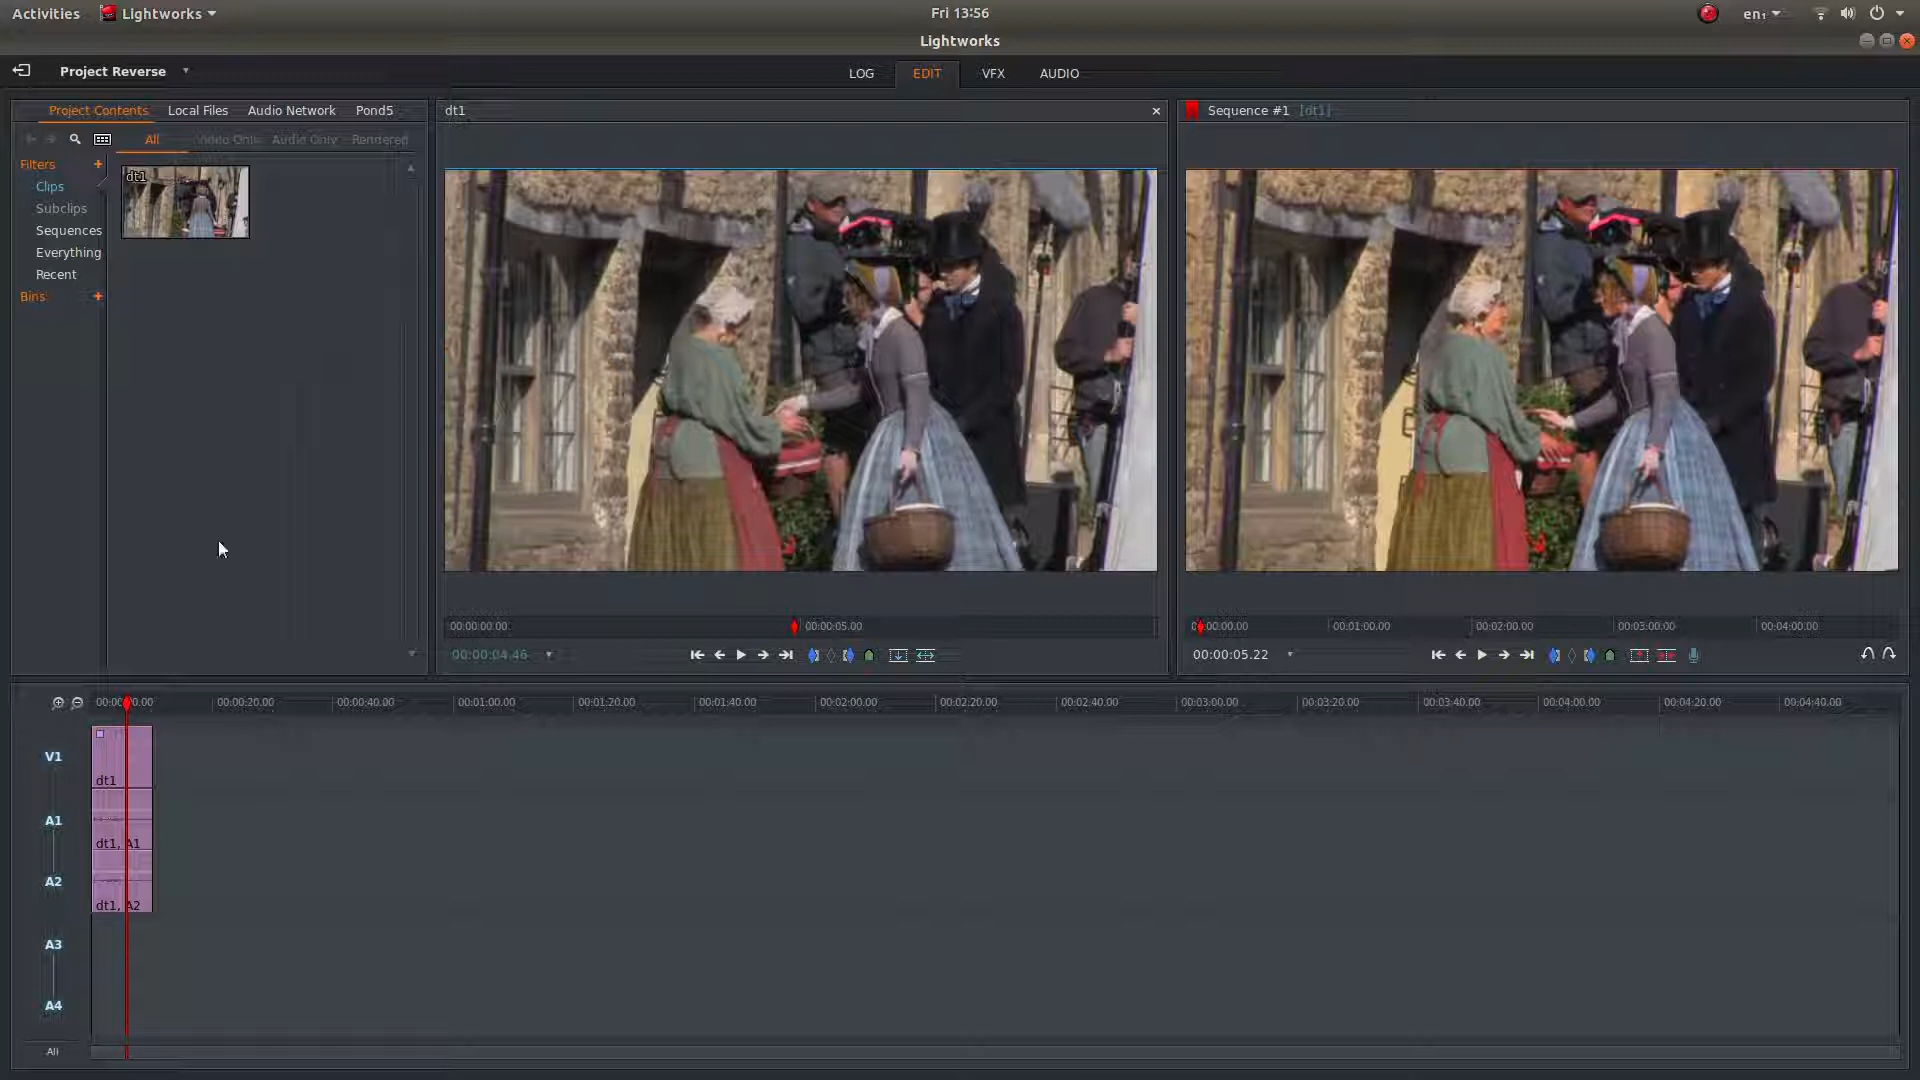 Activities Lightworks Fri 13:56 en₁
Lightworks
Project Reverse LOG EDIT VFX AUDIO
Project Contents Local Files Audio Network Pond5
dt1
Sequence #1 [dt1]
All Video Only Audio Only Rendered
Filters +
Clips
Subclips
Sequences
Everything
Recent
Bins +
dt1
00:00:00.00 00:00:05.00
00:01:00.00 00:02:00.00 00:03:00.00 00:04:00.00
00:00:04.46
00:00:05.22
00:00:20.00 00:00:40.00 00:01:00.00 00:01:20.00 00:01:40.00 00:02:00.00 00:02:20.00 00:02:40.00 00:03:00.00 00:03:20.00 00:03:40.00 00:04:00.00 00:04:20.00 00:04:40.00
V1
dt1
A1
dt1, A1
A2
dt1, A2
A3
A4
All